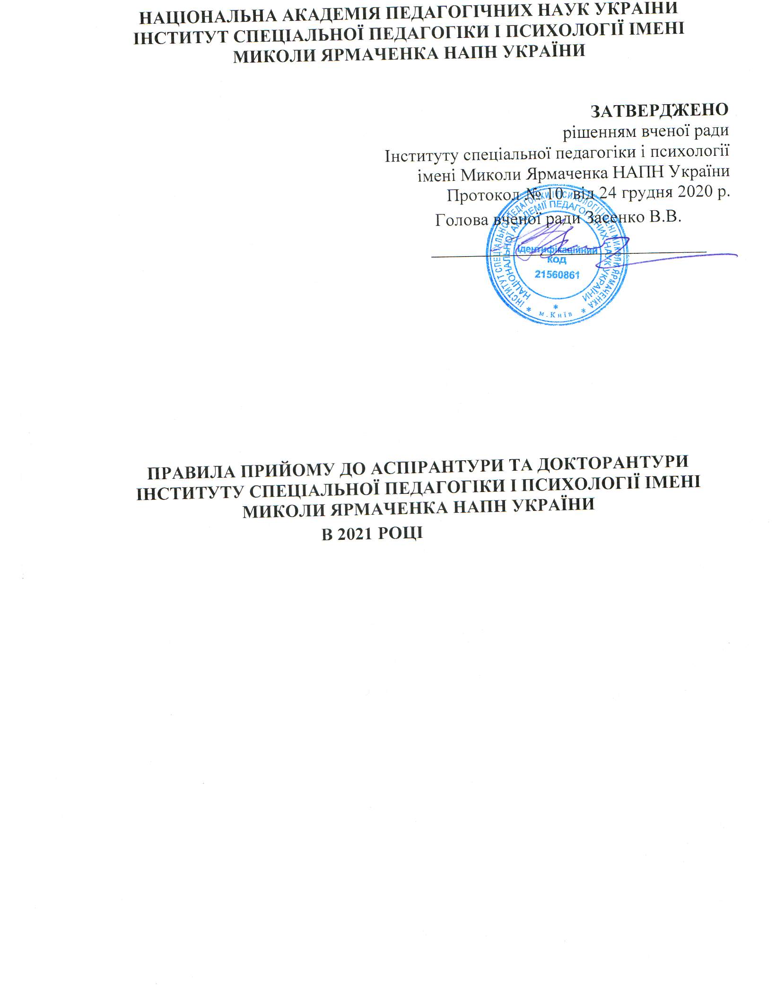 НАЦІОНАЛЬНА АКАДЕМІЯ ПЕДАГОГІЧНИХ НАУК УКРАЇНИ
ІНСТИТУТ СПЕЦІАЛЬНОЇ ПЕДАГОГІКИ І ПСИХОЛОГІЇ ІМЕНІ
МИКОЛИ ЯРМАЧЕНКА НАПН УКРАЇНИ
ЗАТВЕРДЖЕНО
рішенням вченої ради
Інституту спеціальної педагогіки і психології
імені Миколи Ярмаченка НАПН України
Протокол № 10 від 24 грудня 2020 р.
Голова вченої ради Засенко В.В.
ІНСТИТУТ СПЕЦІАЛЬНОЇ ПЕДАГОГІКИ І ПСИХОЛОГІЇ ІМЕНІ МИКОЛИ ЯРМАЧЕНКА
НАЦІОНАЛЬНОЇ АКАДЕМІЇ ПЕДАГОГІЧНИХ НАУК УКРАЇНИ
Ідентифікаційний
код
21560861
* * *
м.Київ
ПРАВИЛА ПРИЙОМУ ДО АСПІРАНТУРИ ТА ДОКТОРАНТУРИ
ІНСТИТУТУ СПЕЦІАЛЬНОЇ ПЕДАГОГІКИ І ПСИХОЛОГІЇ ІМЕНІ
МИКОЛИ ЯРМАЧЕНКА НАПН УКРАЇНИ
В 2021 РОЦІ